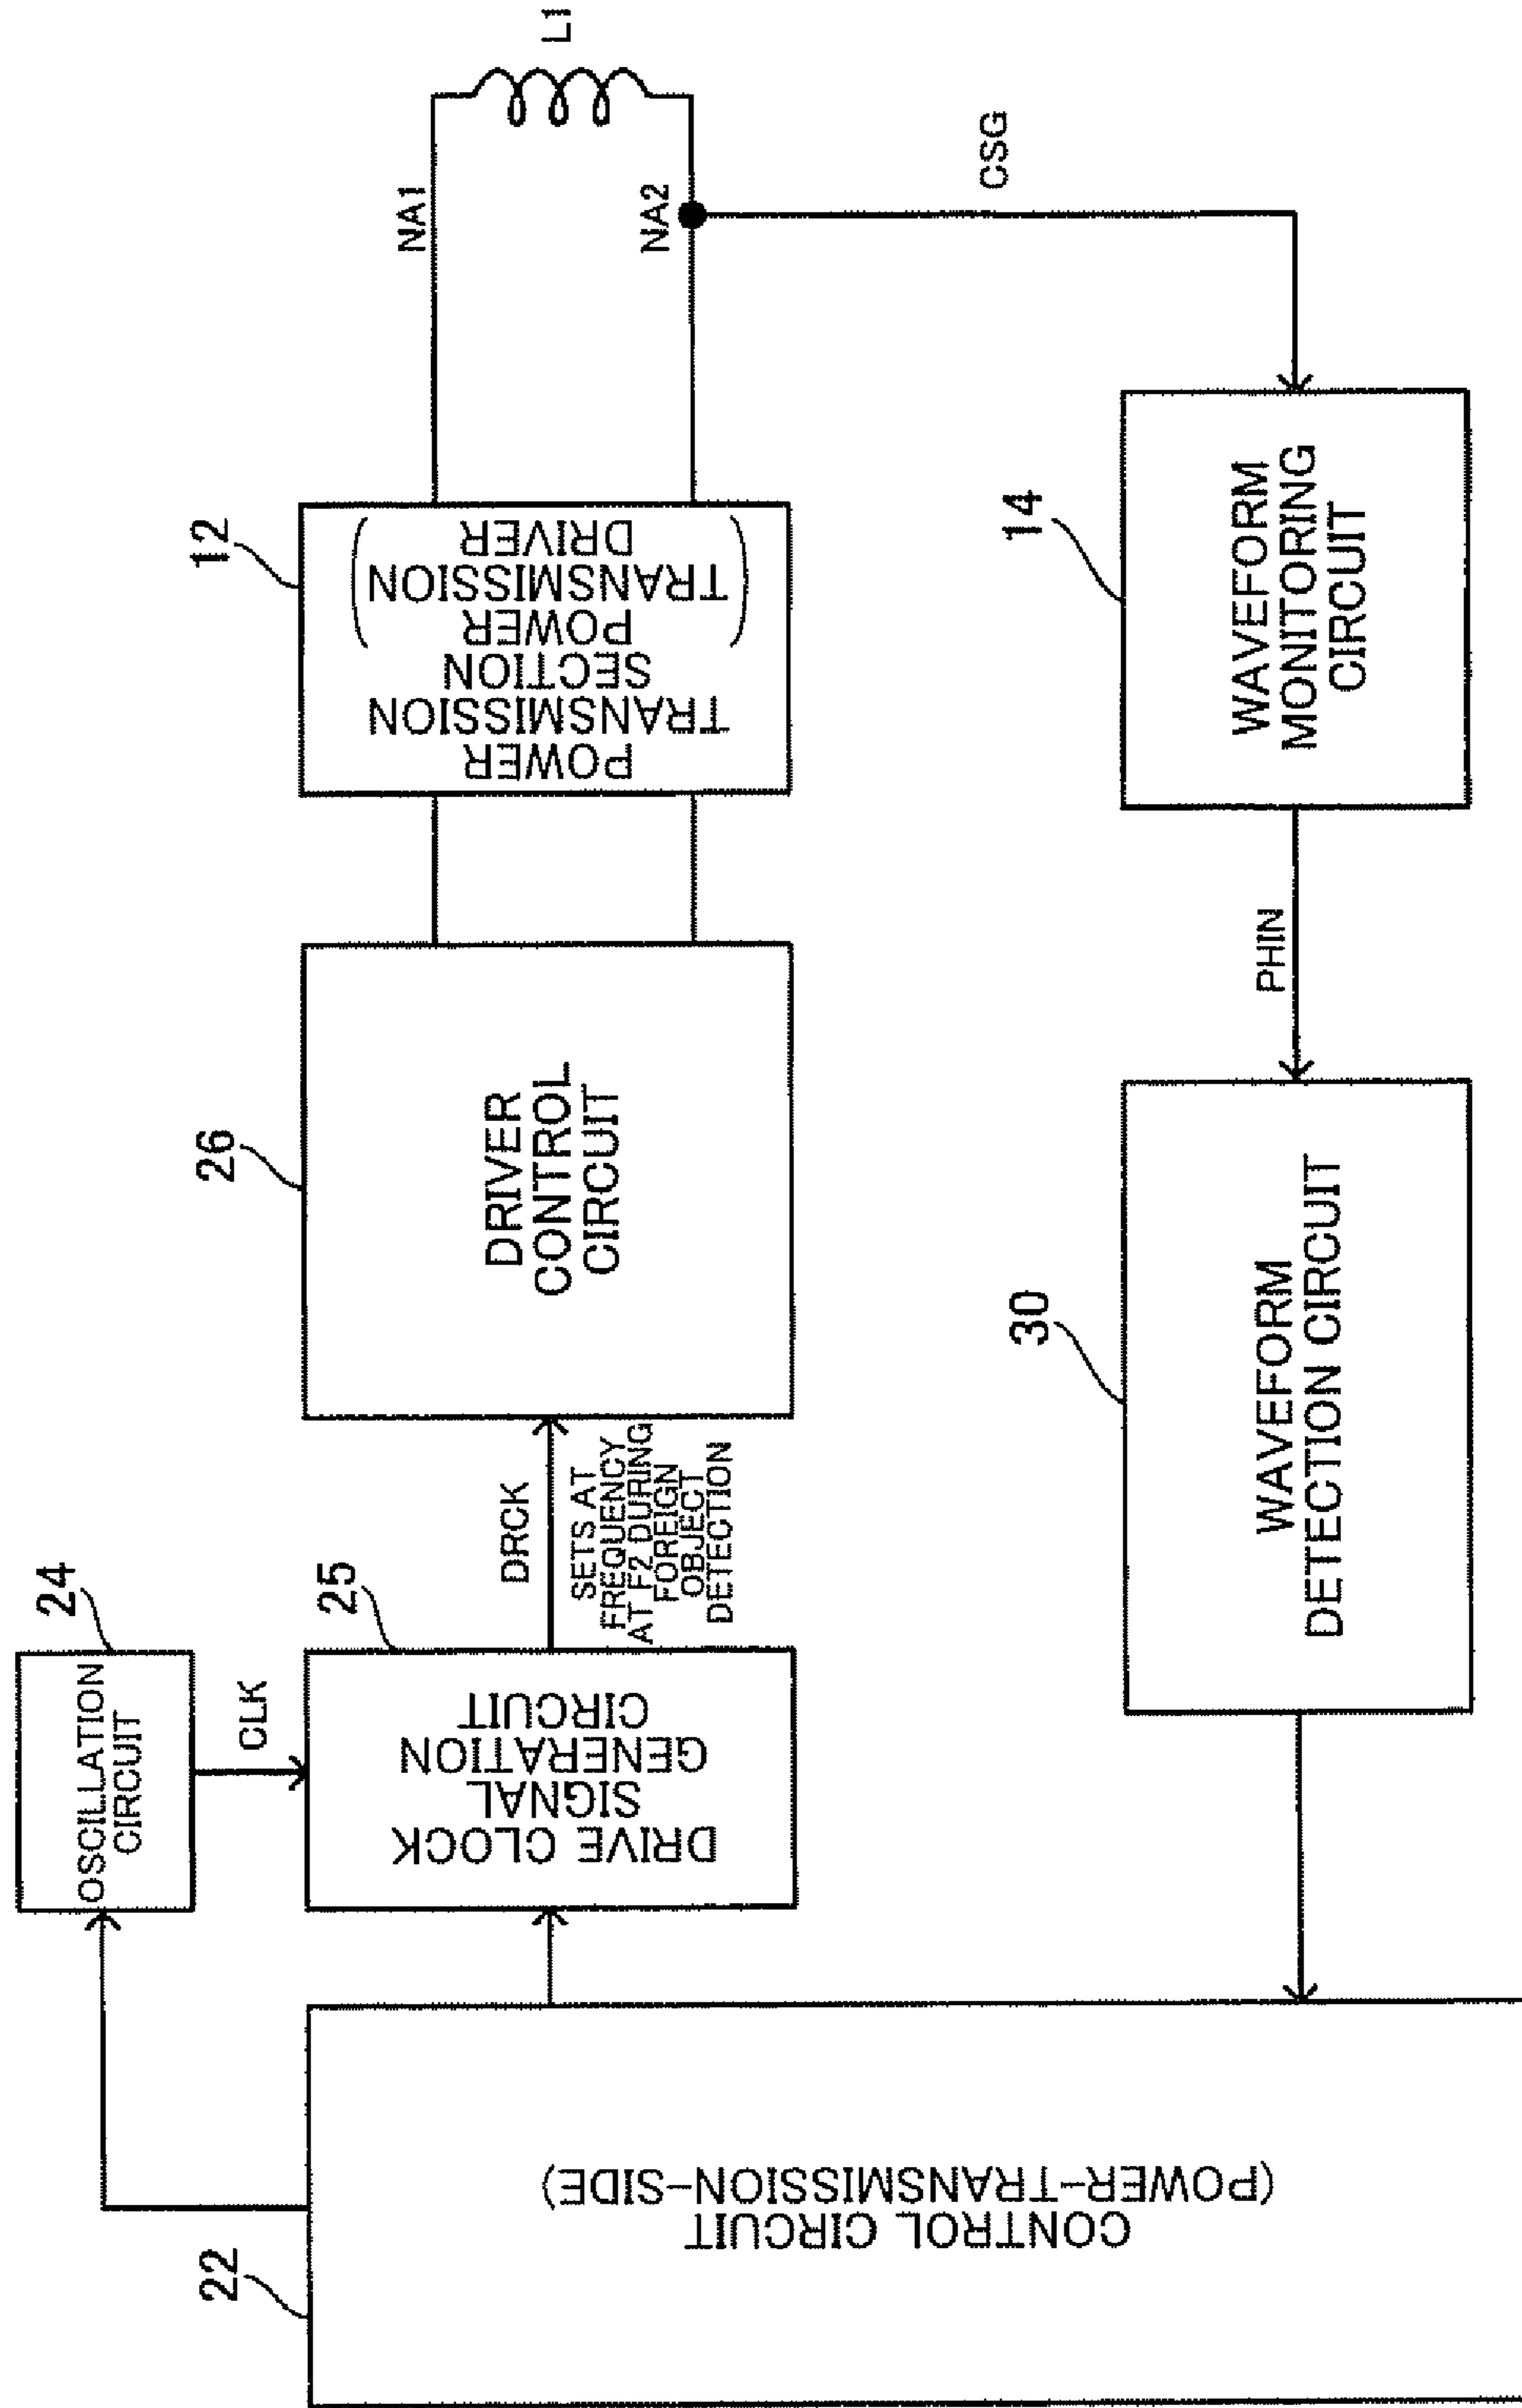 24
OSCILLATION
CIRCUIT
CLK
22
CONTROL CIRCUIT
(POWER-TRANSMISSION-SIDE)
25
DRIVE CLOCK
SIGNAL
GENERATION
CIRCUIT
DRCK
SETS AT
FREQUENCY
AT F2 DURING
FOREIGN
OBJECT
DETECTION
26
DRIVER
CONTROL
CIRCUIT
12
POWER
TRANSMISSION
SECTION
(POWER
TRANSMISSION
DRIVER)
NA1
NA2
L1
CSG
14
WAVEFORM
MONITORING
CIRCUIT
PHIN
30
WAVEFORM
DETECTION CIRCUIT